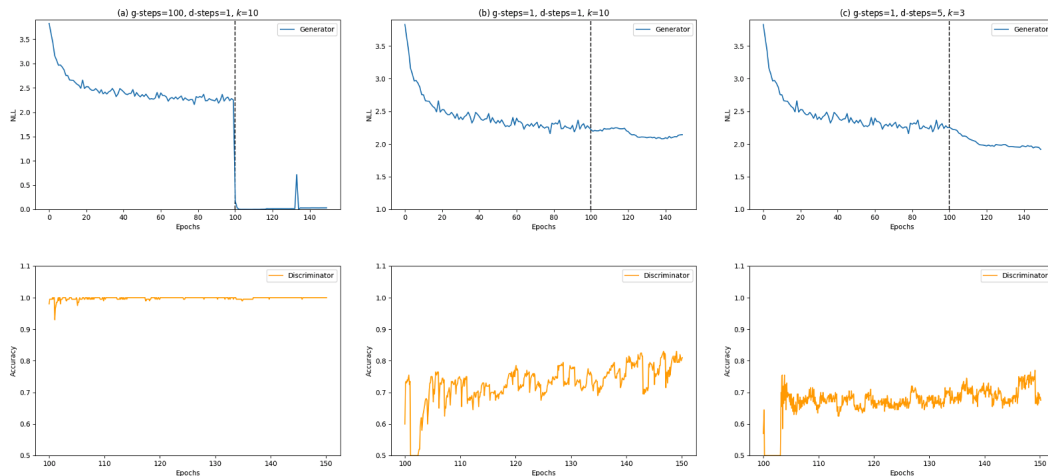 (a) g-steps=100, d-steps=1, k=10
Generator
3.5
3.0
2.5
2.0
1.5
1.0
0.5
0.0
NLL
0 20 40 60 80 100 120 140
Epochs
(b) g-steps=1, d-steps=1, k=10
Generator
3.5
3.0
2.5
2.0
1.5
1.0
NLL
0 20 40 60 80 100 120 140
Epochs
(c) g-steps=1, d-steps=5, k=3
Generator
3.5
3.0
2.5
2.0
1.5
1.0
NLL
0 20 40 60 80 100 120 140
Epochs
Discriminator
1.1
1.0
0.9
0.8
0.7
0.6
0.5
Accuracy
100 110 120 130 140 150
Epochs
Discriminator
1.1
1.0
0.9
0.8
0.7
0.6
0.5
Accuracy
100 110 120 130 140 150
Epochs
Discriminator
1.1
1.0
0.9
0.8
0.7
0.6
0.5
Accuracy
100 110 120 130 140 150
Epochs